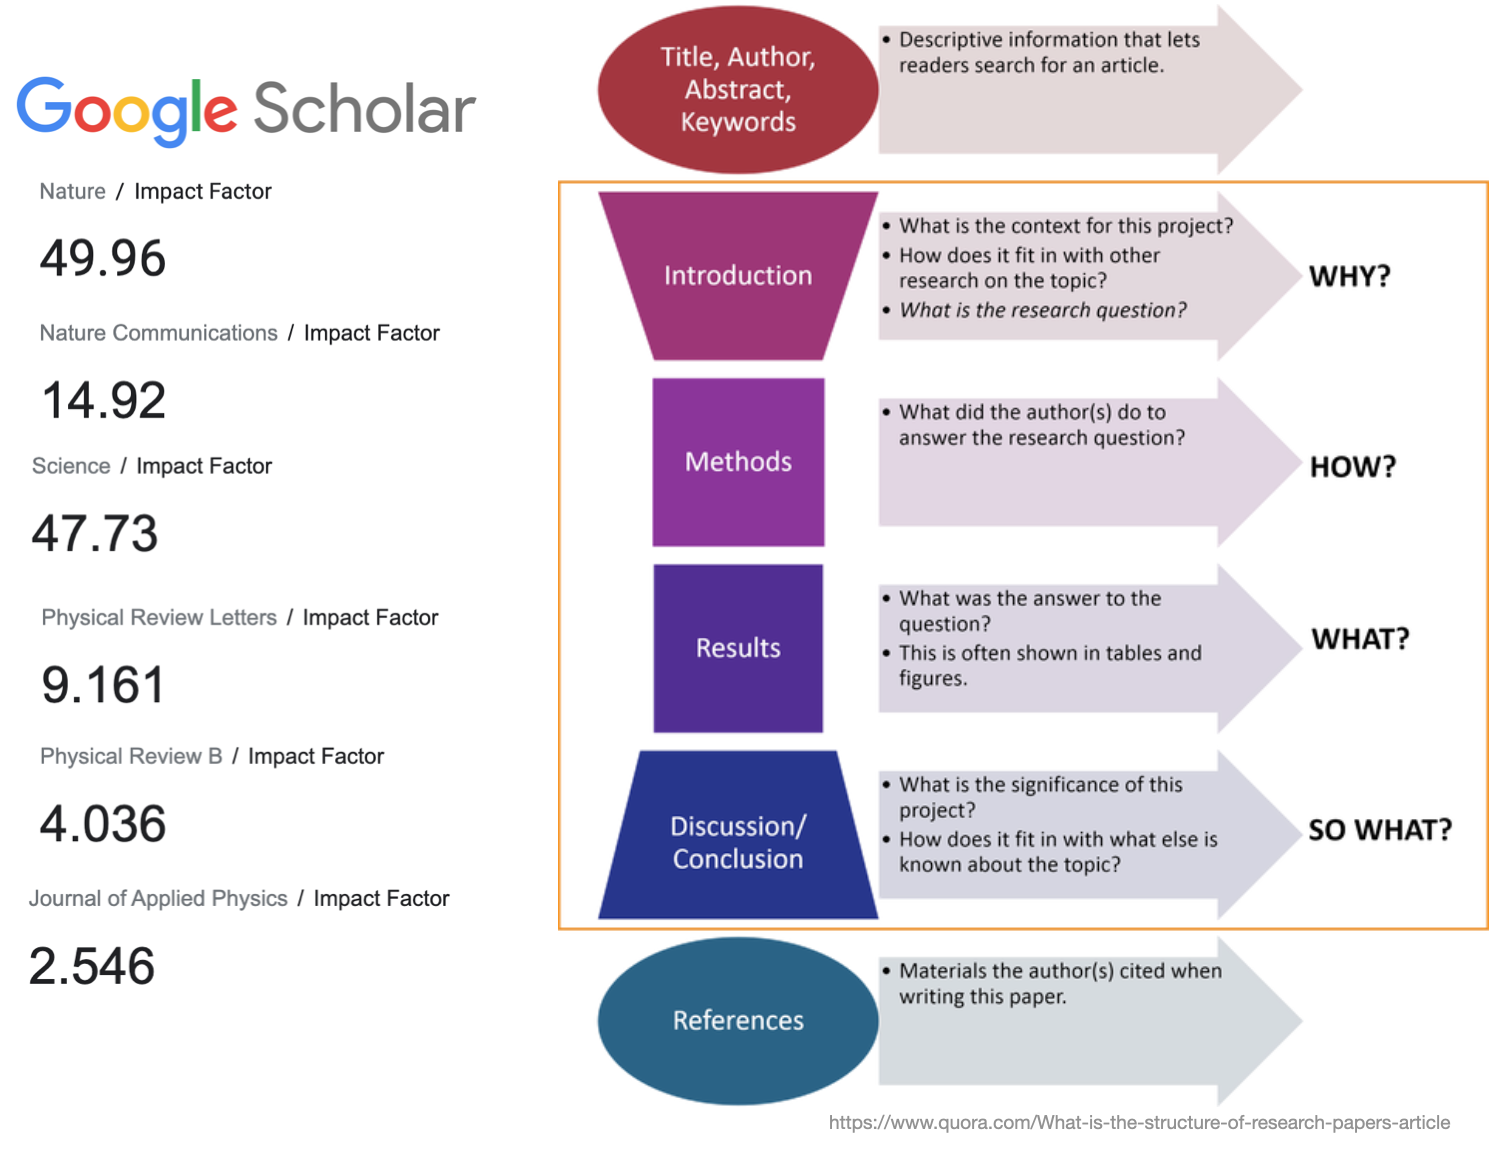 Google Scholar
Nature / Impact Factor
49.96
Nature Communications / Impact Factor
14.92
Science / Impact Factor
47.73
Physical Review Letters / Impact Factor
9.161
Physical Review B / Impact Factor
4.036
Journal of Applied Physics / Impact Factor
2.546
Title, Author,
Abstract,
Keywords
• Descriptive information that lets
readers search for an article.
Introduction
• What is the context for this project?
• How does it fit in with other
research on the topic?
• What is the research question?
WHY?
Methods
• What did the author(s) do to
answer the research question?
HOW?
Results
• What was the answer to the
question?
• This is often shown in tables and
figures.
WHAT?
Discussion/
Conclusion
• What is the significance of this
project?
• How does it fit in with what else is
known about the topic?
SO WHAT?
References
• Materials the author(s) cited when
writing this paper.
https://www.quora.com/What-is-the-structure-of-research-papers-article